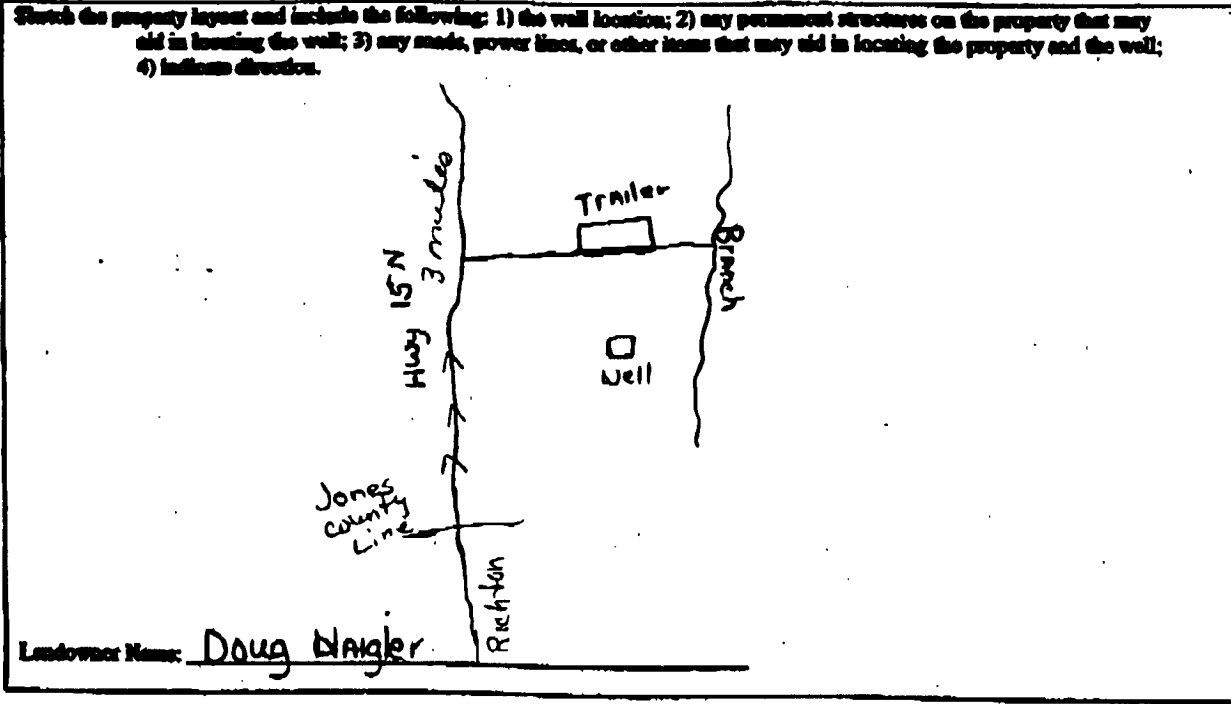 Sketch the property layout and include the following: 1) the well location; 2) any permanent structures on the property that may
aid in locating the well; 3) any roads, power lines, or other items that may aid in locating the property and the well;
4) indicate direction.
Trailer
3 miles
Hwy 15 N
Branch
Well
Jones
County
Line
Richton
Landowner Name: Doug Naigler